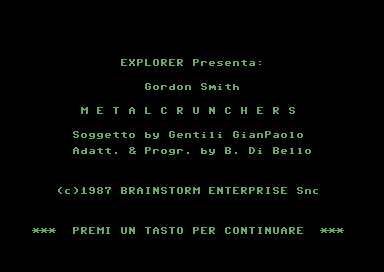 EXPLORER Presenta:
Gordon Smith
M E T A L C R U N C H E R S
Soggetto by Gentili GianPaolo
Adatt. & Progr. by B. Di Bello
(c)1987 BRAINSTORM ENTERPRISE Snc
*** PREMI UN TASTO PER CONTINUARE ***